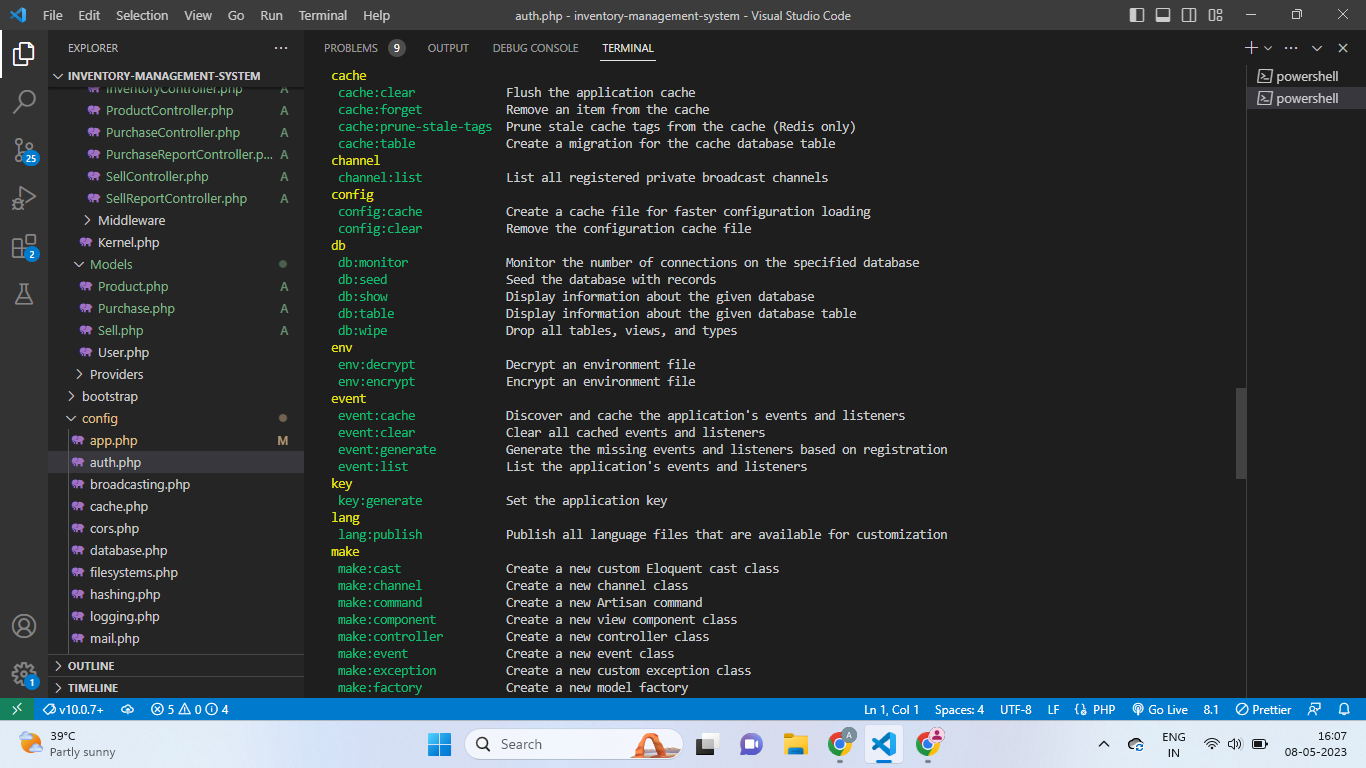 File Edit Selection View Go Run Terminal Help
auth.php - inventory-management-system - Visual Studio Code
EXPLORER
INVENTORY-MANAGEMENT-SYSTEM
InventoryController.php A
ProductController.php A
PurchaseController.php A
PurchaseReportController.p... A
SellController.php A
SellReportController.php A
Middleware
Kernel.php
Models
Product.php A
Purchase.php A
Sell.php A
User.php
Providers
bootstrap
config
app.php M
auth.php
broadcasting.php
cache.php
cors.php
database.php
filesystems.php
hashing.php
logging.php
mail.php
OUTLINE
TIMELINE
25
2
1
PROBLEMS 9 OUTPUT DEBUG CONSOLE TERMINAL
cache
cache:clear Flush the application cache
cache:forget Remove an item from the cache
cache:prune-stale-tags Prune stale cache tags from the cache (Redis only)
cache:table Create a migration for the cache database table
channel
channel:list List all registered private broadcast channels
config
config:cache Create a cache file for faster configuration loading
config:clear Remove the configuration cache file
db
db:monitor Monitor the number of connections on the specified database
db:seed Seed the database with records
db:show Display information about the given database
db:table Display information about the given database table
db:wipe Drop all tables, views, and types
env
env:decrypt Decrypt an environment file
env:encrypt Encrypt an environment file
event
event:cache Discover and cache the application's events and listeners
event:clear Clear all cached events and listeners
event:generate Generate the missing events and listeners based on registration
event:list List the application's events and listeners
key
key:generate Set the application key
lang
lang:publish Publish all language files that are available for customization
make
make:cast Create a new custom Eloquent cast class
make:channel Create a new channel class
make:command Create a new Artisan command
make:component Create a new view component class
make:controller Create a new controller class
make:event Create a new event class
make:exception Create a new custom exception class
make:factory Create a new model factory
powershell
powershell
v10.0.7+ 5 0 4 Ln 1, Col 1 Spaces: 4 UTF-8 LF PHP Go Live 8.1 Prettier
39°C
Partly sunny
Search
A
ENG
IN
16:07
08-05-2023